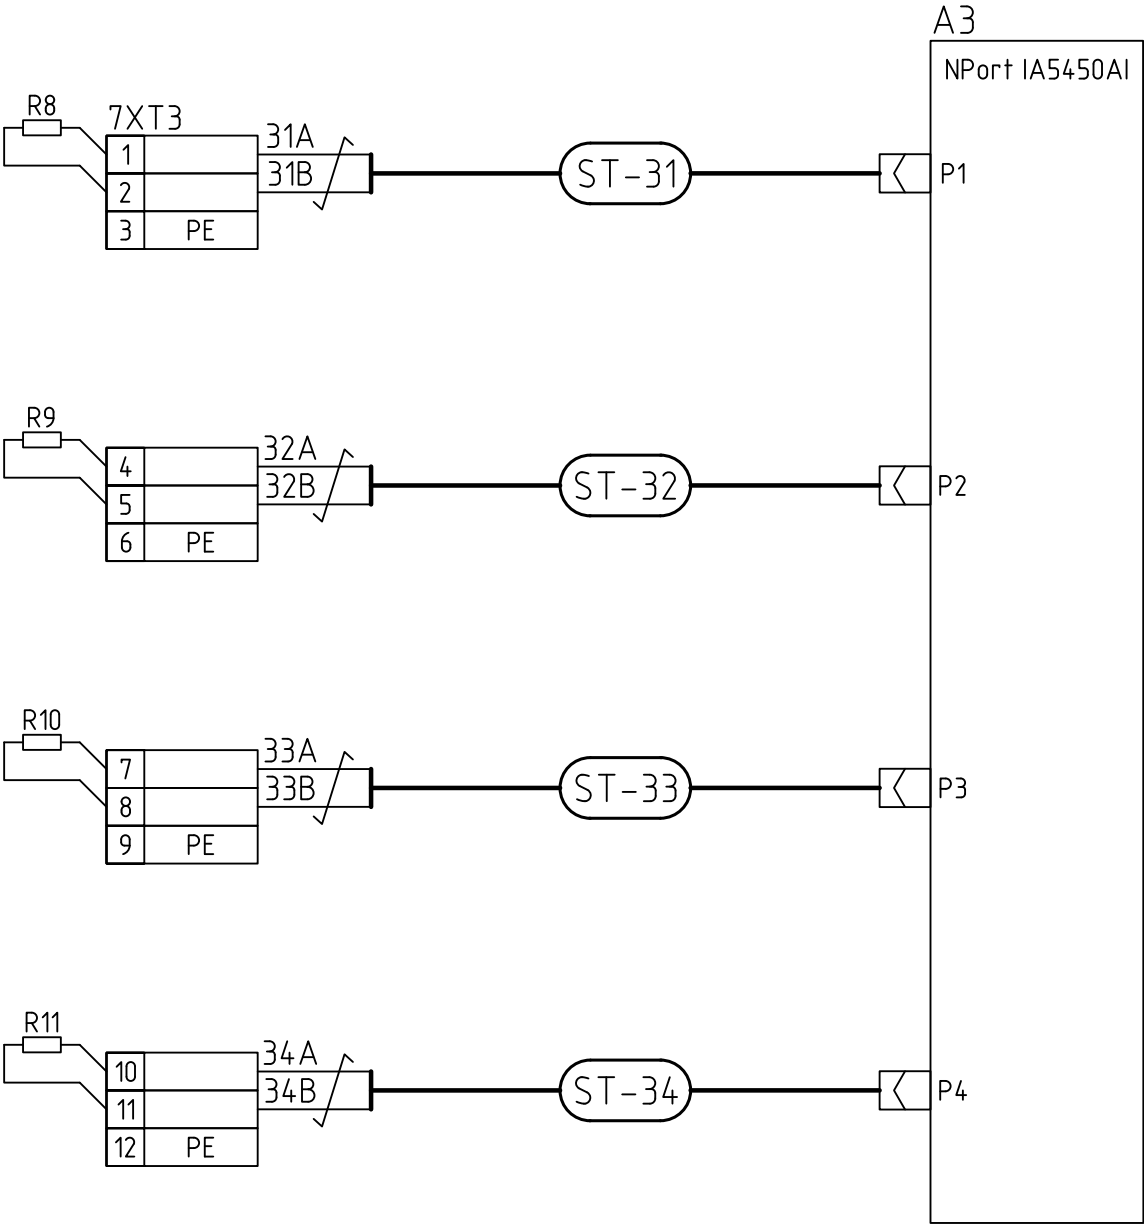 A3
NPort IA5450AI
R8
7XT3
1
31A
2
31B
3 PE
ST-31
P1
R9
4
32A
5
32B
6 PE
ST-32
P2
R10
7
33A
8
33B
9 PE
ST-33
P3
R11
10
34A
11
34B
12 PE
ST-34
P4